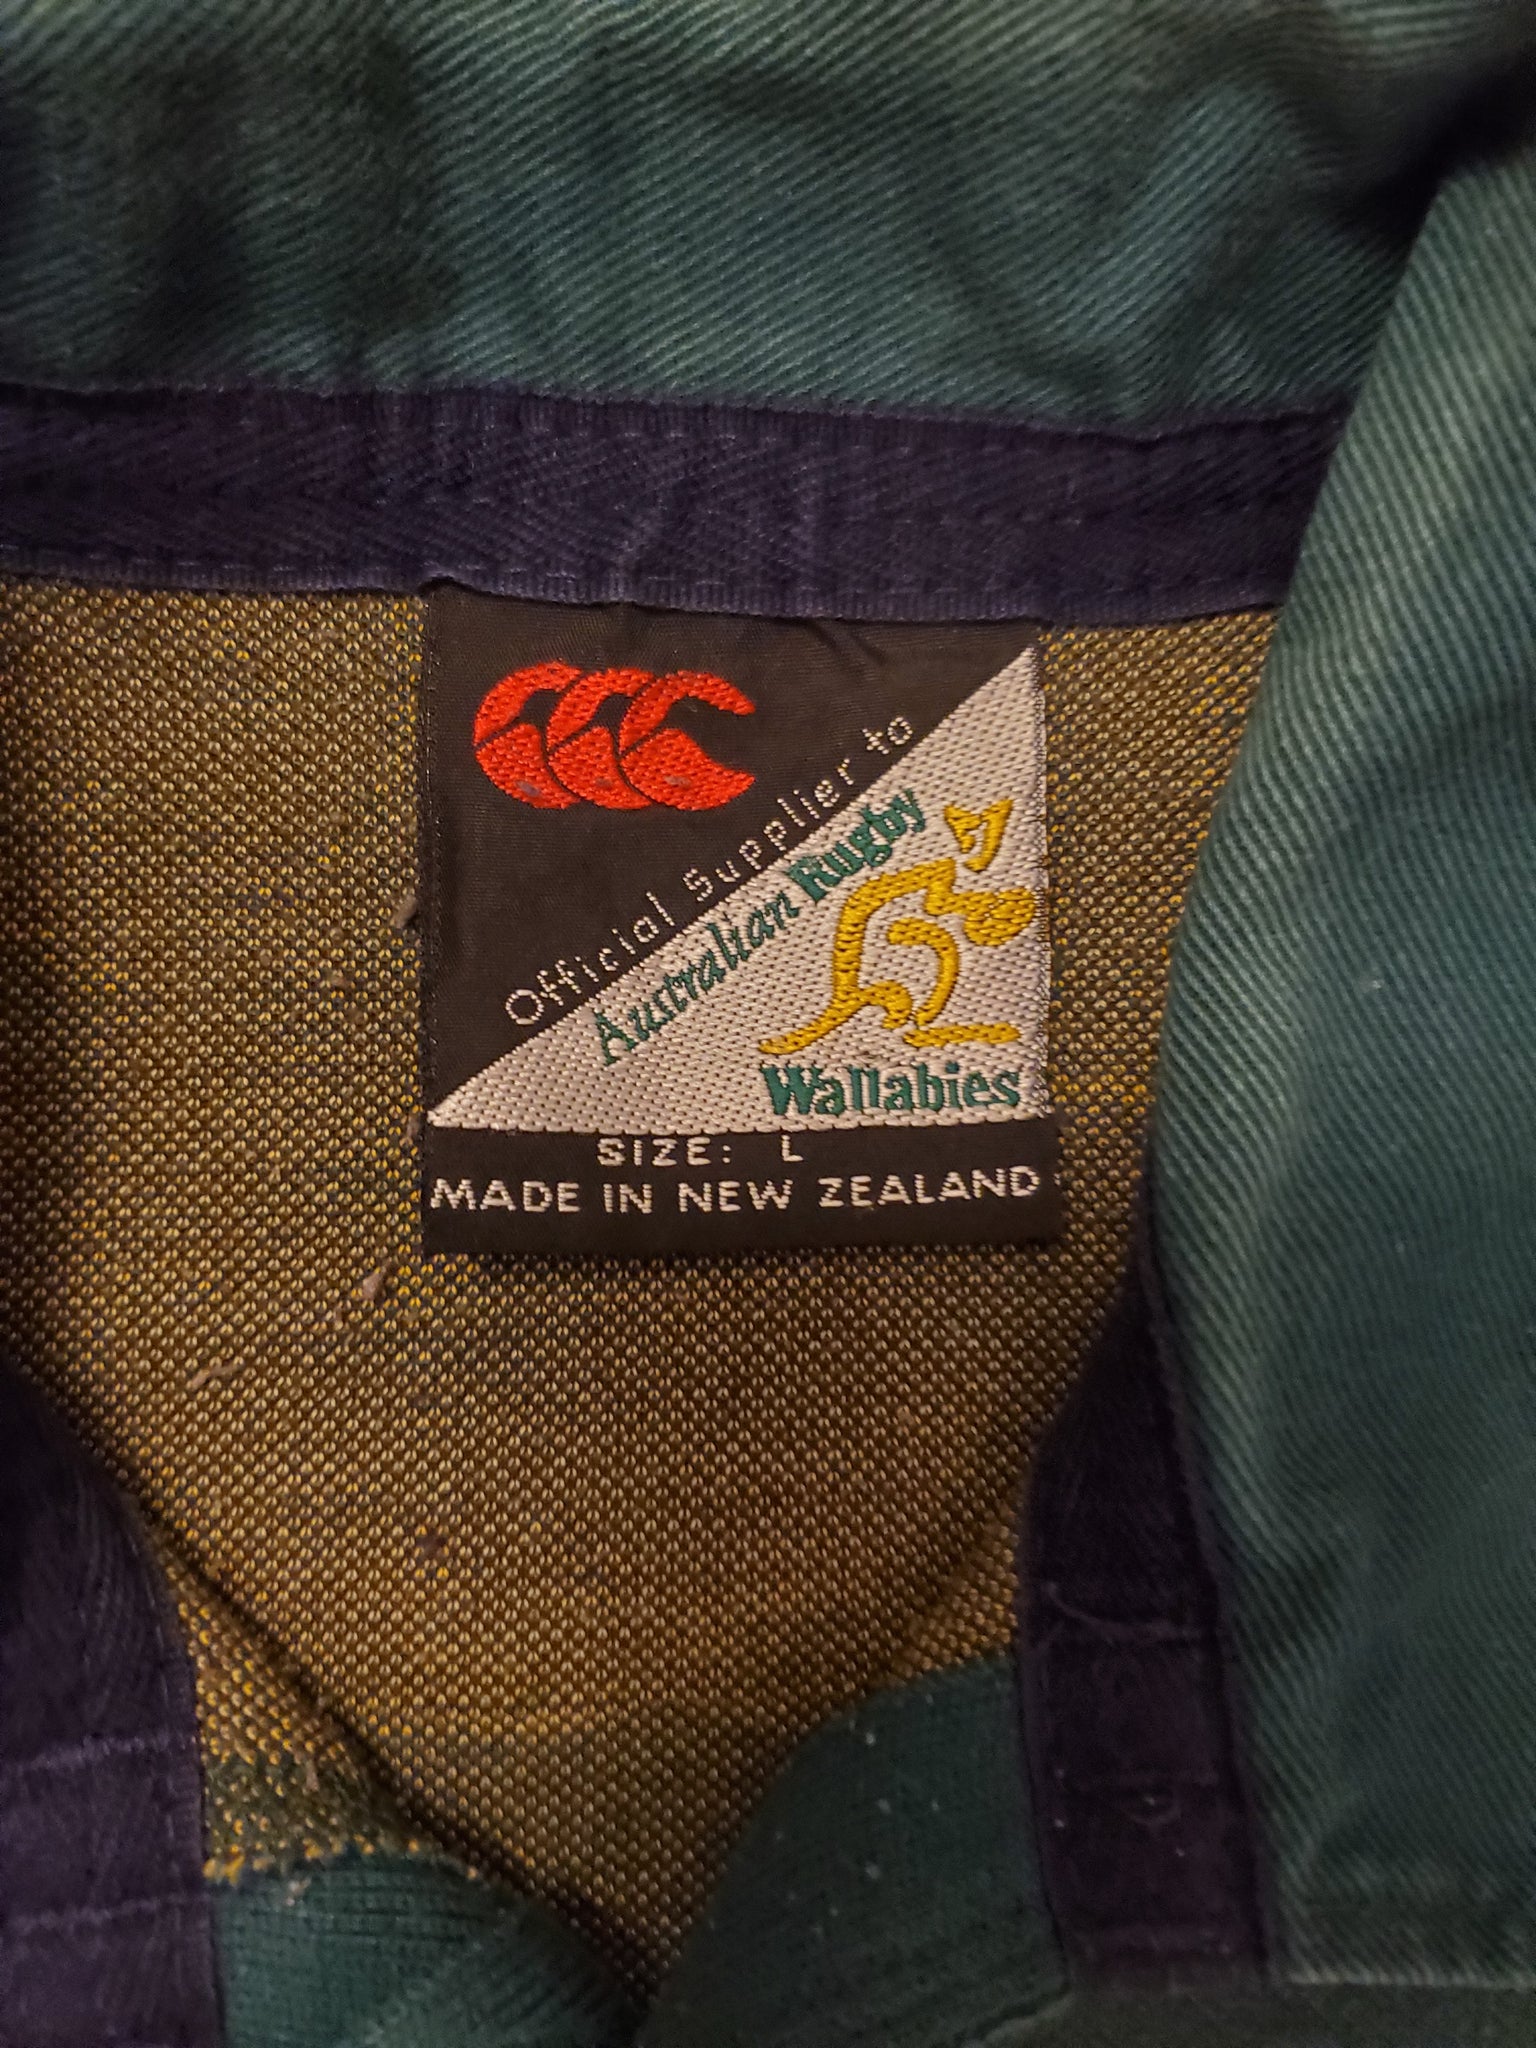 Official Supplier to
Australian Rugby
Wallabies
SIZE: L
MADE IN NEW ZEALAND